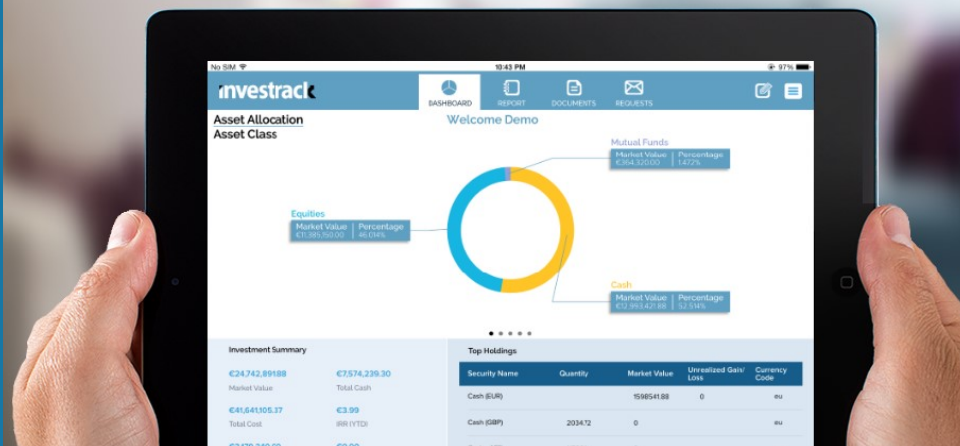 No SIM 10:43 PM 97%
investrack
DASHBOARD REPORT DOCUMENTS REQUESTS
Asset Allocation
Asset Class
Welcome Demo
Mutual Funds
Market Value | Percentage
€364,320.00 | 1.472%
Equities
Market Value | Percentage
€11,385,150.00 | 46.014%
Cash
Market Value | Percentage
€12,993,421.88 | 52.514%
Investment Summary
€24,742,89188 €7,574,239.30
Market Value Total Cash
€41,641,105.37 €3.99
Total Cost IRR (YTD)
Top Holdings
Security Name Quantity Market Value Unrealized Gain/ Loss Currency Code
Cash (EUR) 1598541.88 0 eu
Cash (GBP) 2034.72 0 eu